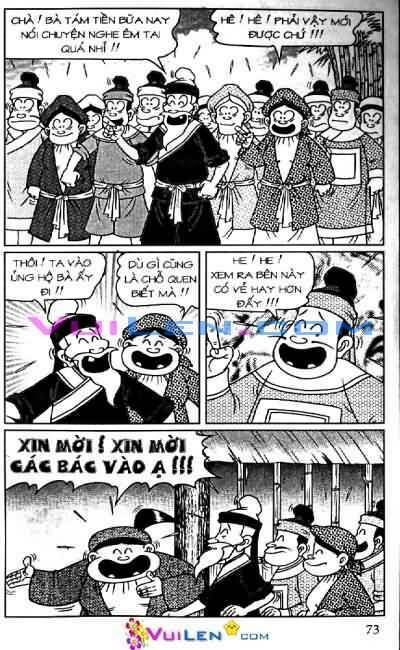 CHÀ! BÀ TÁM TIỀN BỮA NAY
NÓI CHUYỆN NGHE ÊM TAI
QUÁ NHỈ!!
HÊ! HÊ! PHẢI VẬY MỚI
ĐƯỢC CHỨ!!!
THÔI! TA VÀO
ỦNG HỘ BÀ ẤY
ĐI!!
DÙ GÌ CŨNG
LÀ CHỖ QUEN
BIẾT MÀ!!
HE! HE!
XEM RA BÊN NÀY
CÓ VẺ HAY HƠN
ĐẤY!!!
VUILEN.COM
XIN MỜI! XIN MỜI
CÁC BÁC VÀO Ạ!!!
73
VUILEN.COM